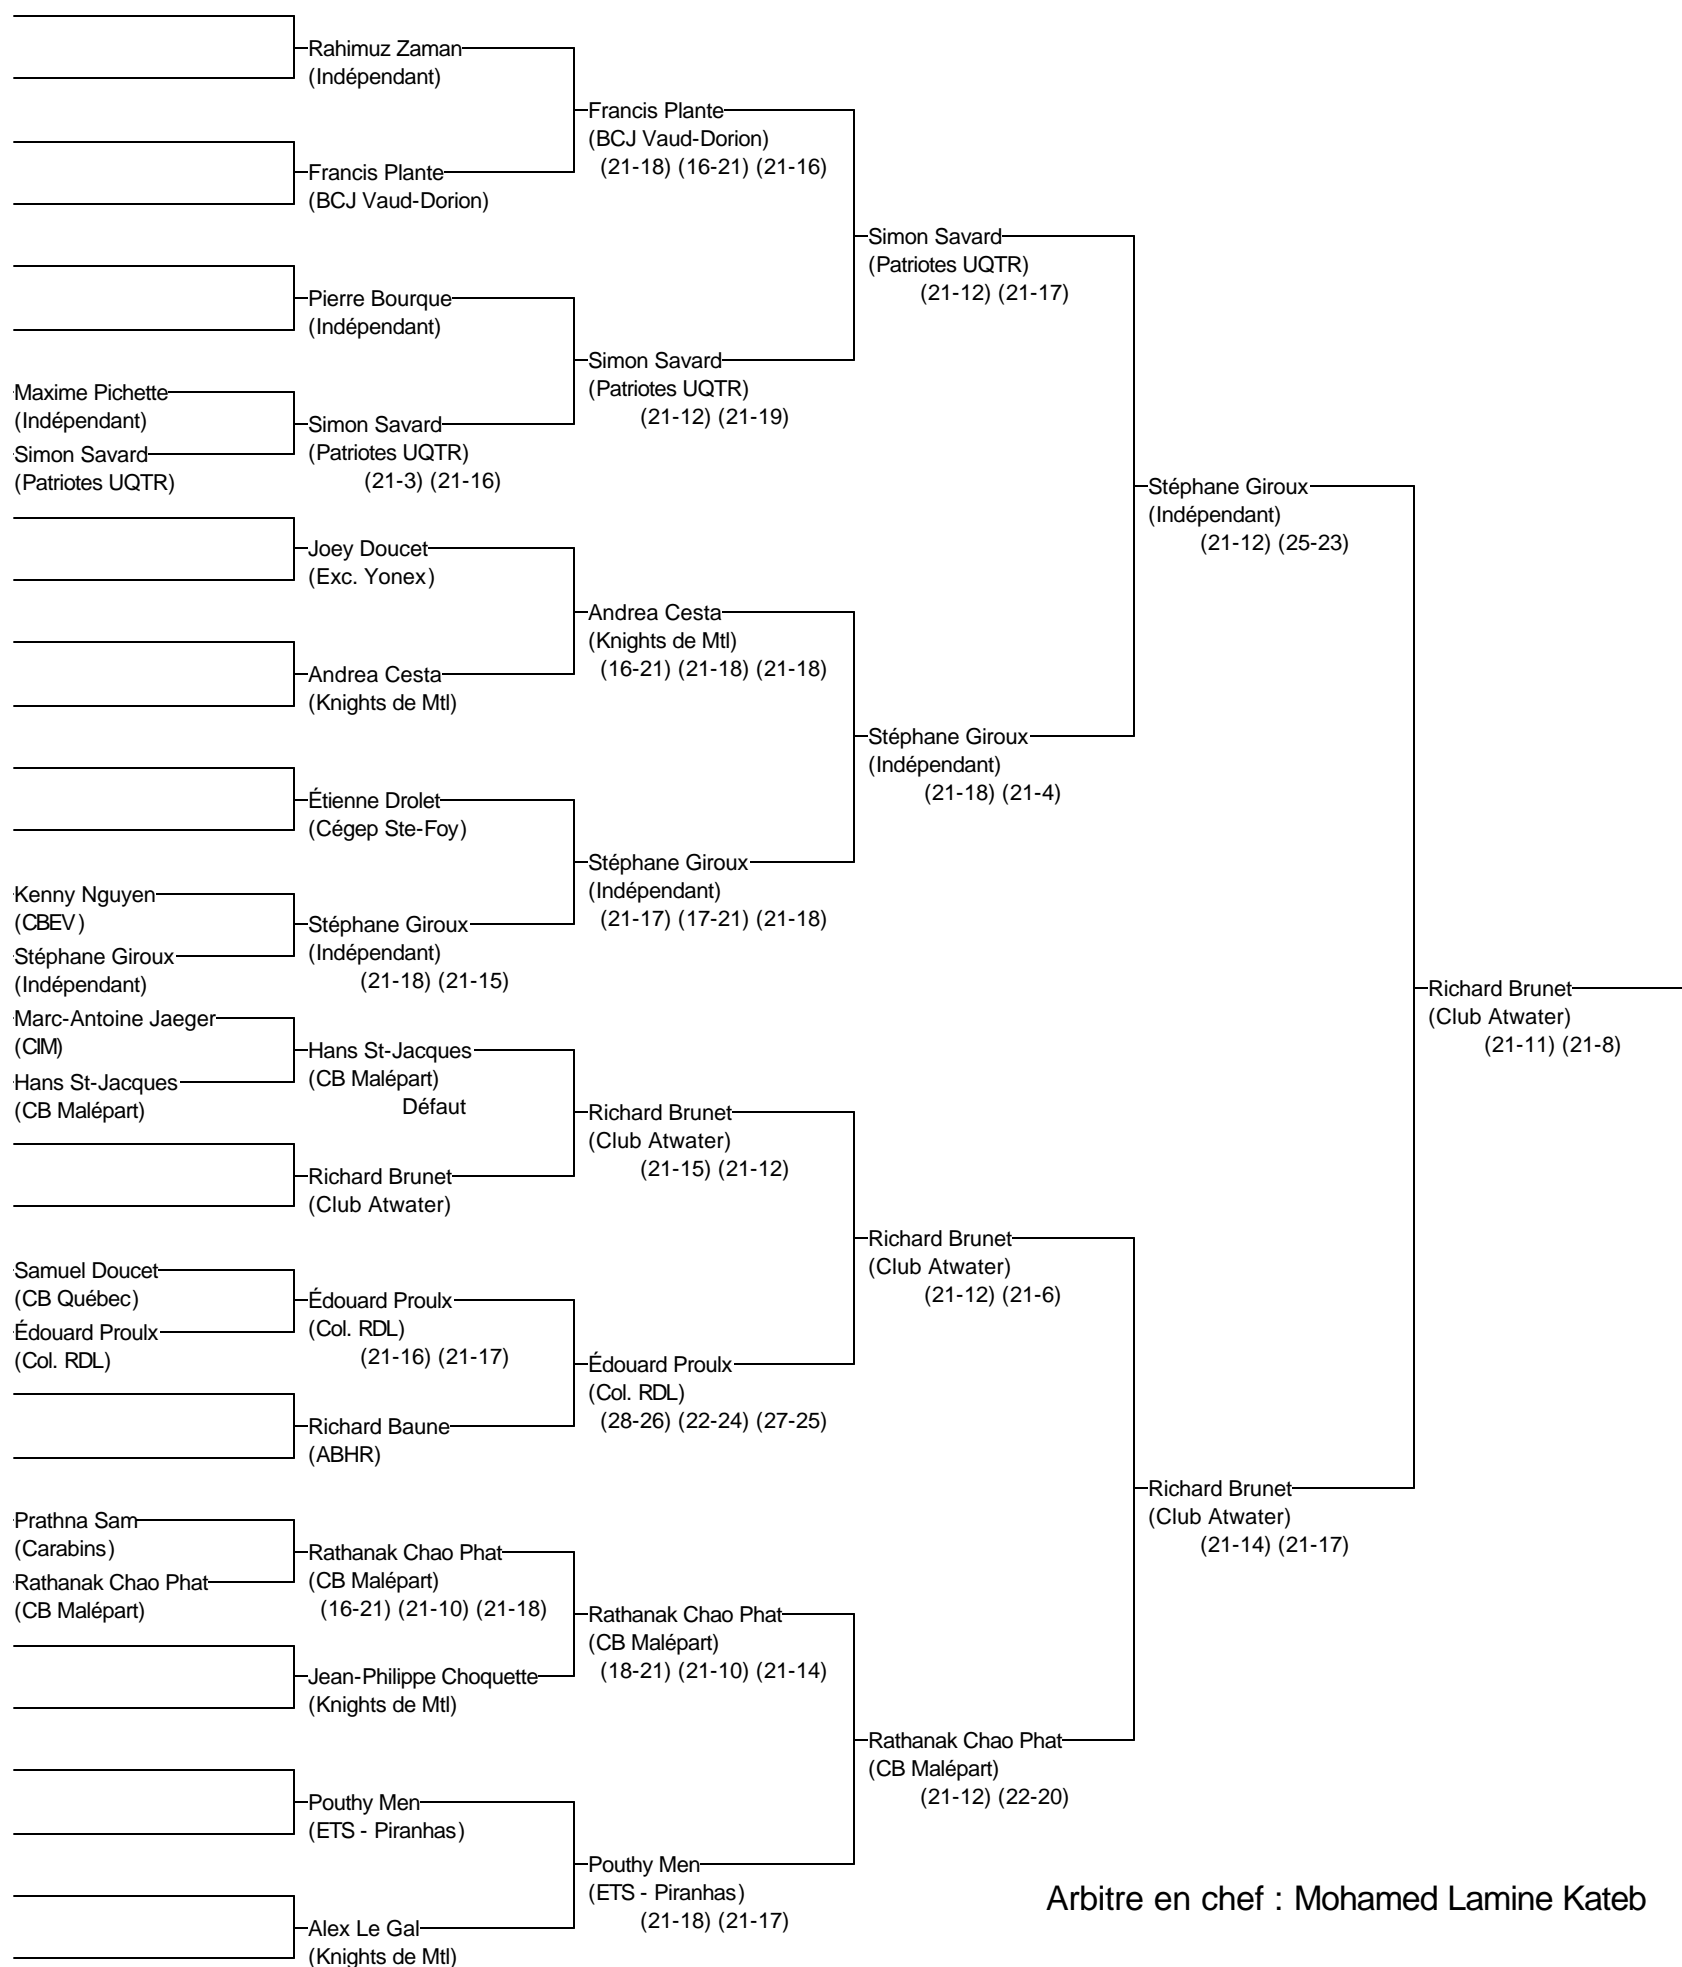 Maxime Pichette
(Indépendant)
Simon Savard
(Patriotes UQTR)
Kenny Nguyen
(CBEV)
Stéphane Giroux
(Indépendant)
Marc-Antoine Jaeger
(CIM)
Hans St-Jacques
(CB Malépart)
Samuel Doucet
(CB Québec)
Édouard Proulx
(Col. RDL)
Prathna Sam
(Carabins)
Rathanak Chao Phat
(CB Malépart)
Rahimuz Zaman
(Indépendant)
Francis Plante
(BCJ Vaud-Dorion)
Pierre Bourque
(Indépendant)
Simon Savard
(Patriotes UQTR)
(21-3) (21-16)
Joey Doucet
(Exc. Yonex)
Andrea Cesta
(Knights de Mtl)
Étienne Drolet
(Cégep Ste-Foy)
Stéphane Giroux
(Indépendant)
(21-18) (21-15)
Hans St-Jacques
(CB Malépart)
Défaut
Richard Brunet
(Club Atwater)
Édouard Proulx
(Col. RDL)
(21-16) (21-17)
Richard Baune
(ABHR)
Rathanak Chao Phat
(CB Malépart)
(16-21) (21-10) (21-18)
Jean-Philippe Choquette
(Knights de Mtl)
Pouthy Men
(ETS - Piranhas)
Alex Le Gal
(Knights de Mtl)
Francis Plante
(BCJ Vaud-Dorion)
(21-18) (16-21) (21-16)
Simon Savard
(Patriotes UQTR)
(21-12) (21-19)
Andrea Cesta
(Knights de Mtl)
(16-21) (21-18) (21-18)
Stéphane Giroux
(Indépendant)
(21-17) (17-21) (21-18)
Richard Brunet
(Club Atwater)
(21-15) (21-12)
Édouard Proulx
(Col. RDL)
(28-26) (22-24) (27-25)
Rathanak Chao Phat
(CB Malépart)
(18-21) (21-10) (21-14)
Pouthy Men
(ETS - Piranhas)
(21-18) (21-17)
Simon Savard
(Patriotes UQTR)
(21-12) (21-17)
Stéphane Giroux
(Indépendant)
(21-18) (21-4)
Richard Brunet
(Club Atwater)
(21-12) (21-6)
Rathanak Chao Phat
(CB Malépart)
(21-12) (22-20)
Stéphane Giroux
(Indépendant)
(21-12) (25-23)
Richard Brunet
(Club Atwater)
(21-14) (21-17)
Richard Brunet
(Club Atwater)
(21-11) (21-8)
Arbitre en chef : Mohamed Lamine Kateb